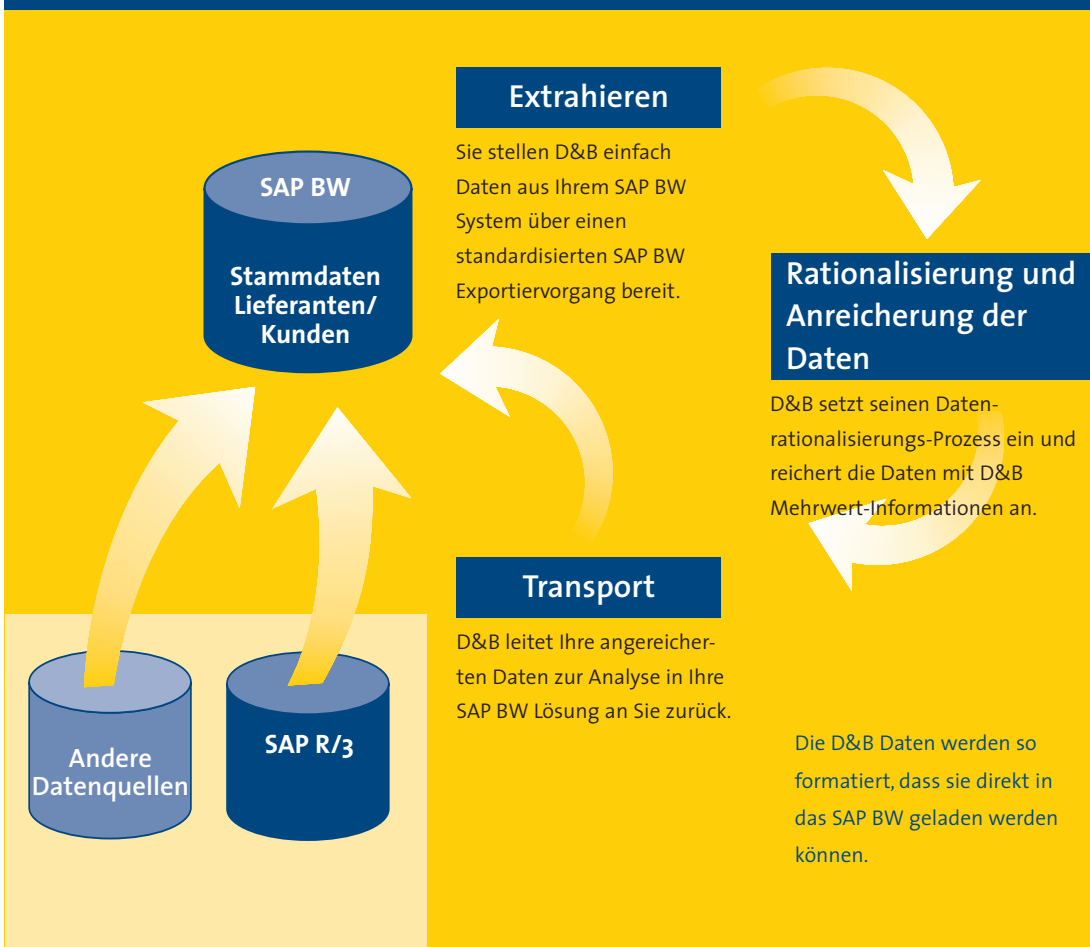 Extrahieren
Sie stellen D&B einfach
Daten aus Ihrem SAP BW
System über einen
standardisierten SAP BW
Exportiervorgang bereit.
SAP BW
Stammdaten
Lieferanten/
Kunden
Rationalisierung und
Anreicherung der
Daten
D&B setzt seinen Daten-
rationalisierungs-Prozess ein und
reichert die Daten mit D&B
Mehrwert-Informationen an.
Transport
D&B leitet Ihre angereicher-
ten Daten zur Analyse in Ihre
SAP BW Lösung an Sie zurück.
Andere
Datenquellen
SAP R/3
Die D&B Daten werden so
formatiert, dass sie direkt in
das SAP BW geladen werden
können.